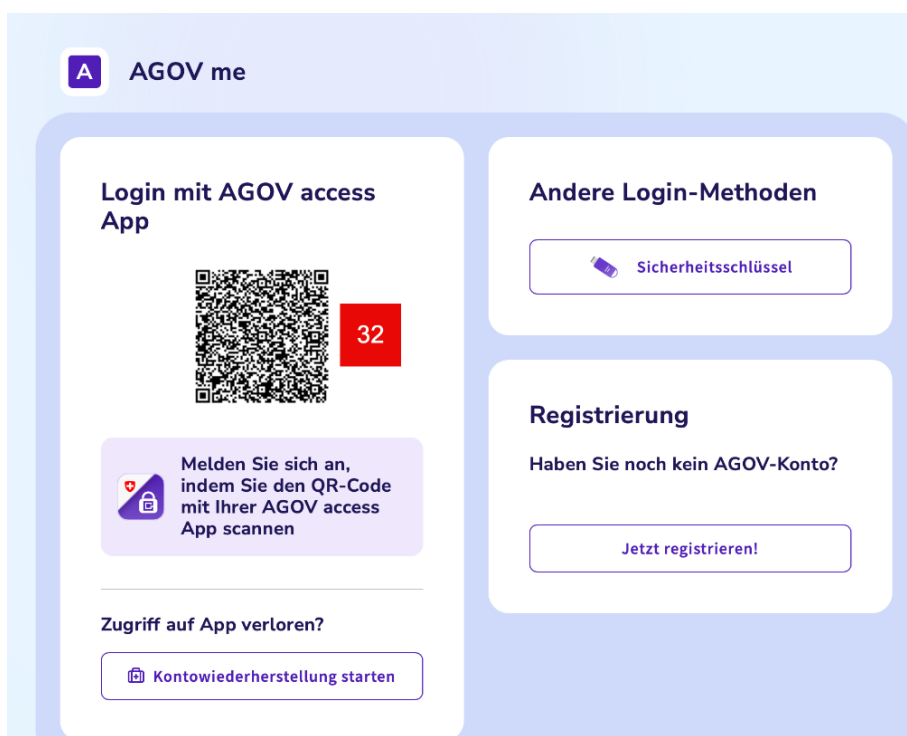 A
AGOV me
Login mit AGOV access
App
32
Melden Sie sich an,
indem Sie den QR-Code
mit Ihrer AGOV access
App scannen
Zugriff auf App verloren?
Kontowiederherstellung starten
Andere Login-Methoden
Sicherheitsschlüssel
Registrierung
Haben Sie noch kein AGOV-Konto?
Jetzt registrieren!